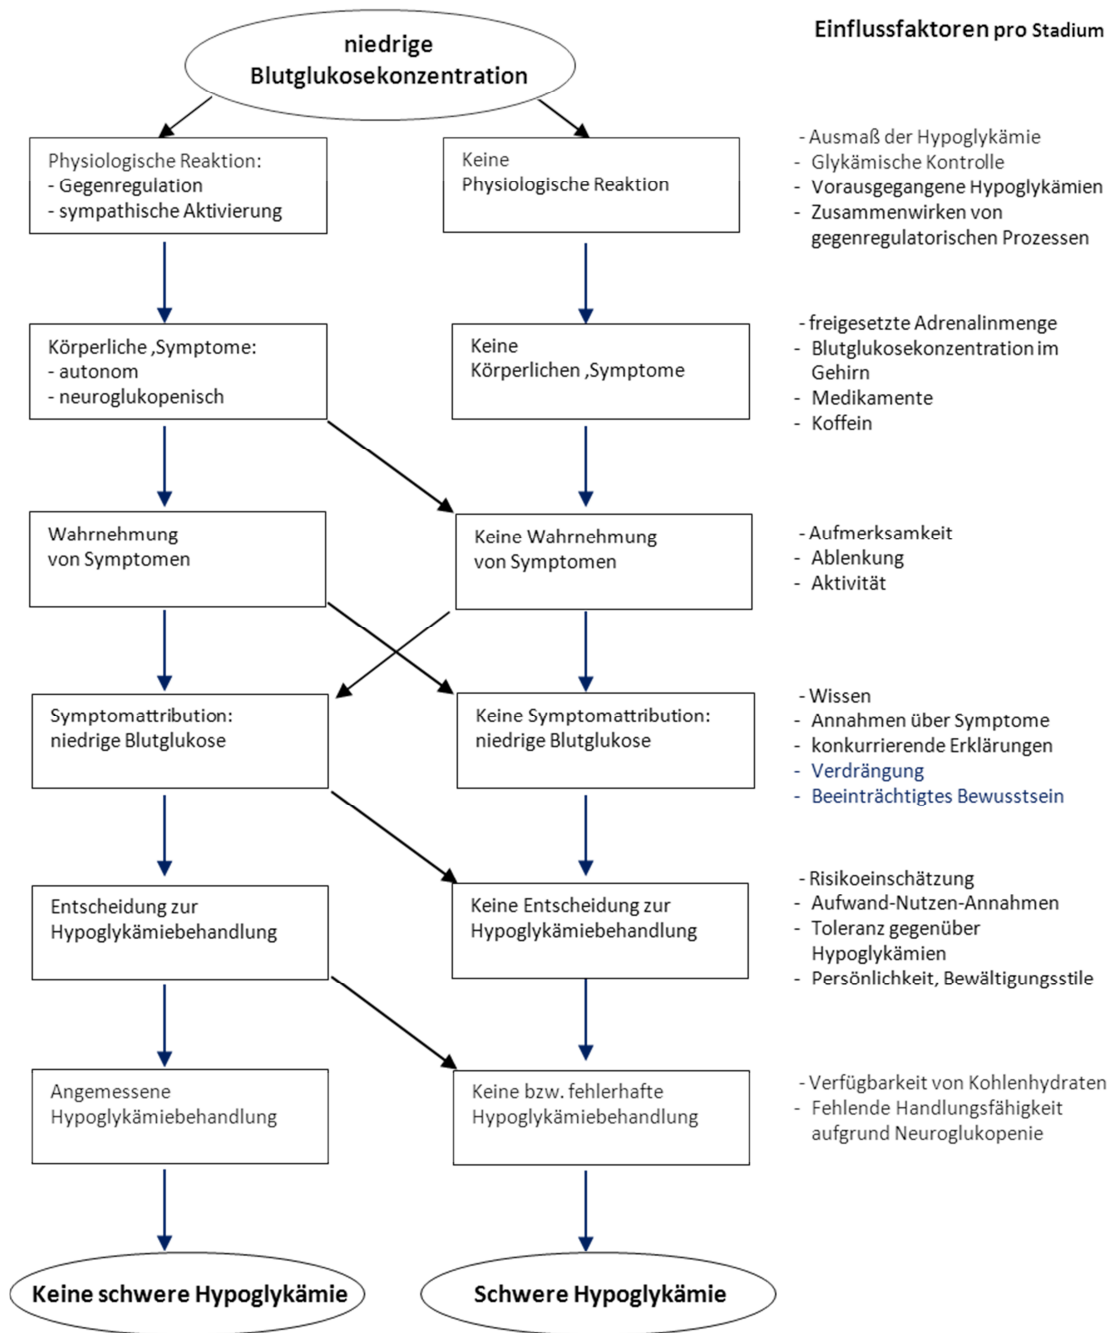 Einflussfaktoren pro Stadium
niedrige
Blutglukosekonzentration
Physiologische Reaktion:
- Gegenregulation
- sympathische Aktivierung
Keine
Physiologische Reaktion
- Ausmaß der Hypoglykämie
- Glykämische Kontrolle
- Vorausgegangene Hypoglykämien
- Zusammenwirken von
gegenregulatorischen Prozessen
Körperliche ,Symptome:
- autonom
- neuroglukopenisch
Keine
Körperlichen ,Symptome
- freigesetzte Adrenalinmenge
- Blutglukosekonzentration im
Gehirn
- Medikamente
- Koffein
Wahrnehmung
von Symptomen
Keine Wahrnehmung
von Symptomen
- Aufmerksamkeit
- Ablenkung
- Aktivität
Symptomattribution:
niedrige Blutglukose
Keine Symptomattribution:
niedrige Blutglukose
- Wissen
- Annahmen über Symptome
- konkurrierende Erklärungen
- Verdrängung
- Beeinträchtigtes Bewusstsein
Entscheidung zur
Hypoglykämiebehandlung
Keine Entscheidung zur
Hypoglykämiebehandlung
- Risikoeinschätzung
- Aufwand-Nutzen-Annahmen
- Toleranz gegenüber
Hypoglykämien
- Persönlichkeit, Bewältigungsstile
Angemessene
Hypoglykämiebehandlung
Keine bzw. fehlerhafte
Hypoglykämiebehandlung
- Verfügbarkeit von Kohlenhydraten
- Fehlende Handlungsfähigkeit
aufgrund Neuroglukopenie
Keine schwere Hypoglykämie
Schwere Hypoglykämie